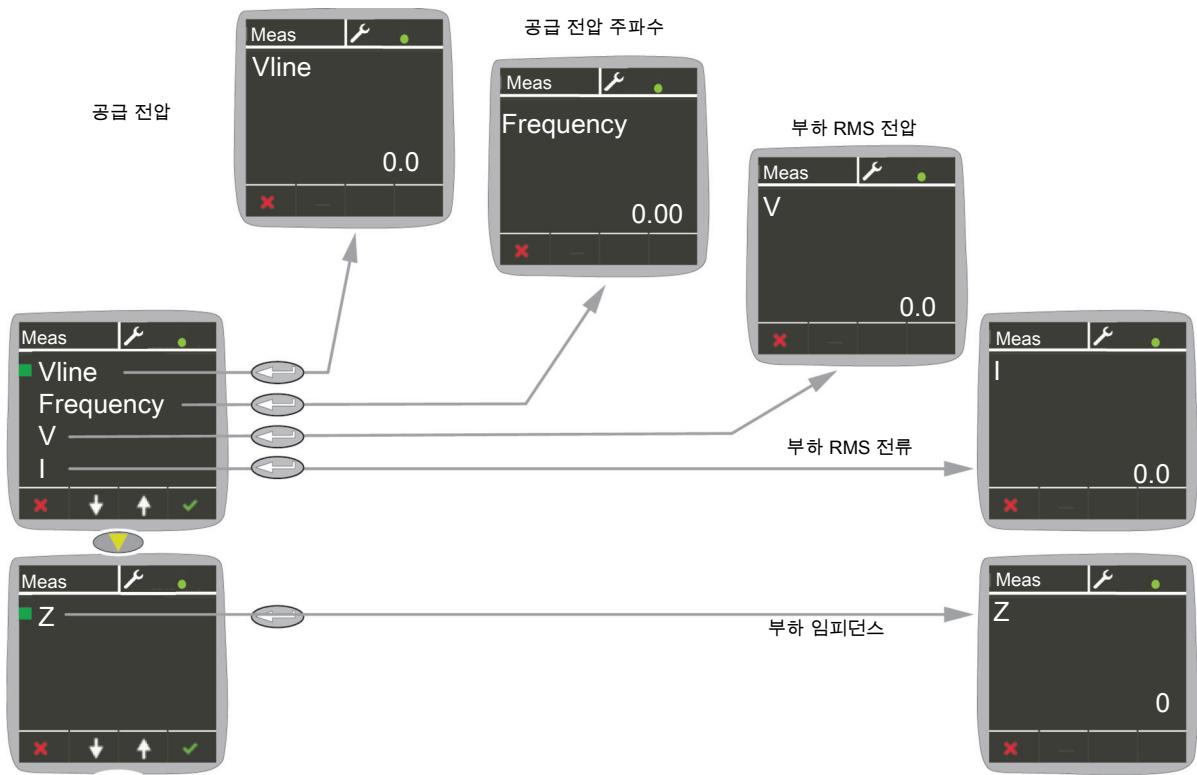 공급 전압
Meas
Vline
0.0
공급 전압 주파수
Meas
Frequency
0.00
부하 RMS 전압
Meas
V
0.0
Meas
Vline
Frequency
V
I
부하 RMS 전류
Meas
I
0.0
Meas
Z
부하 임피던스
Meas
Z
0